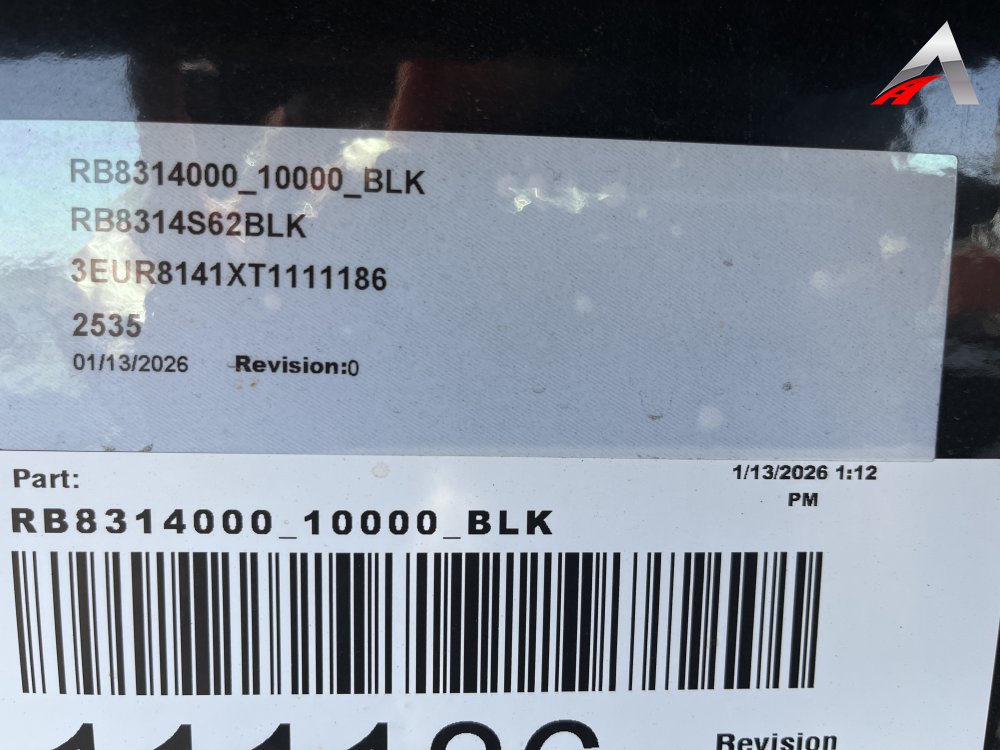 RB8314000_10000_BLK
RB8314S62BLK
3EUR8141XT1111186
2535
01/13/2026 Revision:0
Part:
1/13/2026 1:12
PM
RB8314000_10000_BLK
Revision